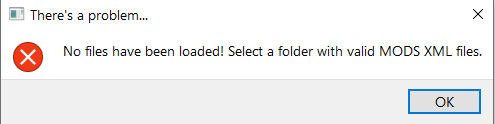 There's a problem...
No files have been loaded! Select a folder with valid MODS XML files.
OK